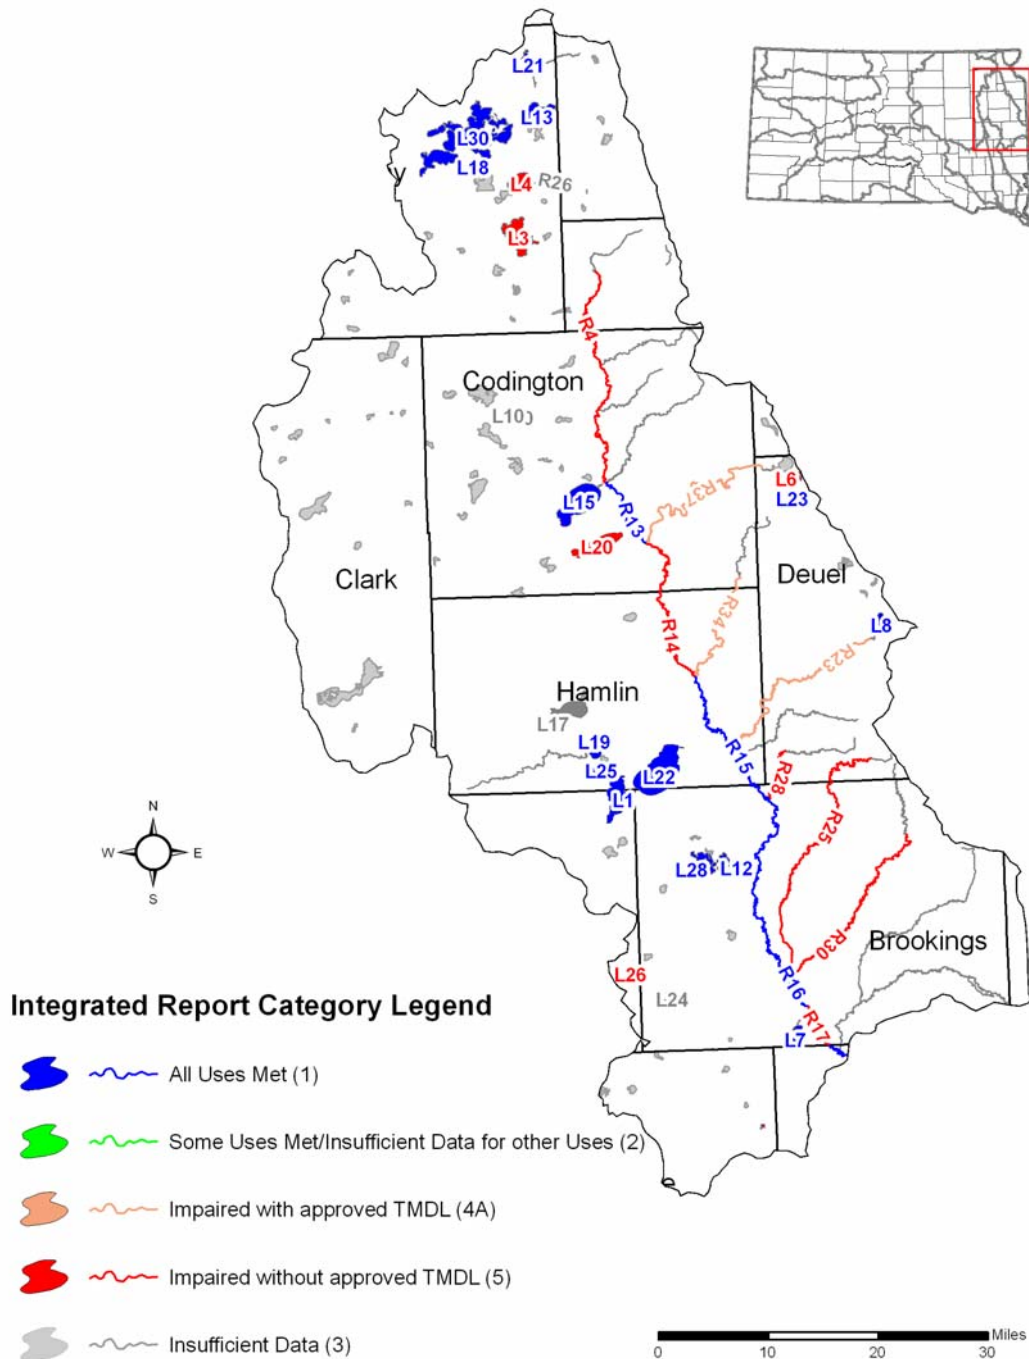 L21
L13
L30
L18
L4
R26
L3
R4
Codington
L10
R37
L6
L23
L15
R13
L20
Clark
Deuel
R34
L8
R14
R23
Hamlin
L17
L19
R15
L25
L22
R28
L1
R25
N
W
E
S
L28
L12
R30
Brookings
L26
R16
L24
R17
L7
Integrated Report Category Legend
All Uses Met (1)
Some Uses Met/Insufficient Data for other Uses (2)
Impaired with approved TMDL (4A)
Impaired without approved TMDL (5)
Insufficient Data (3)
Miles
0 10 20 30